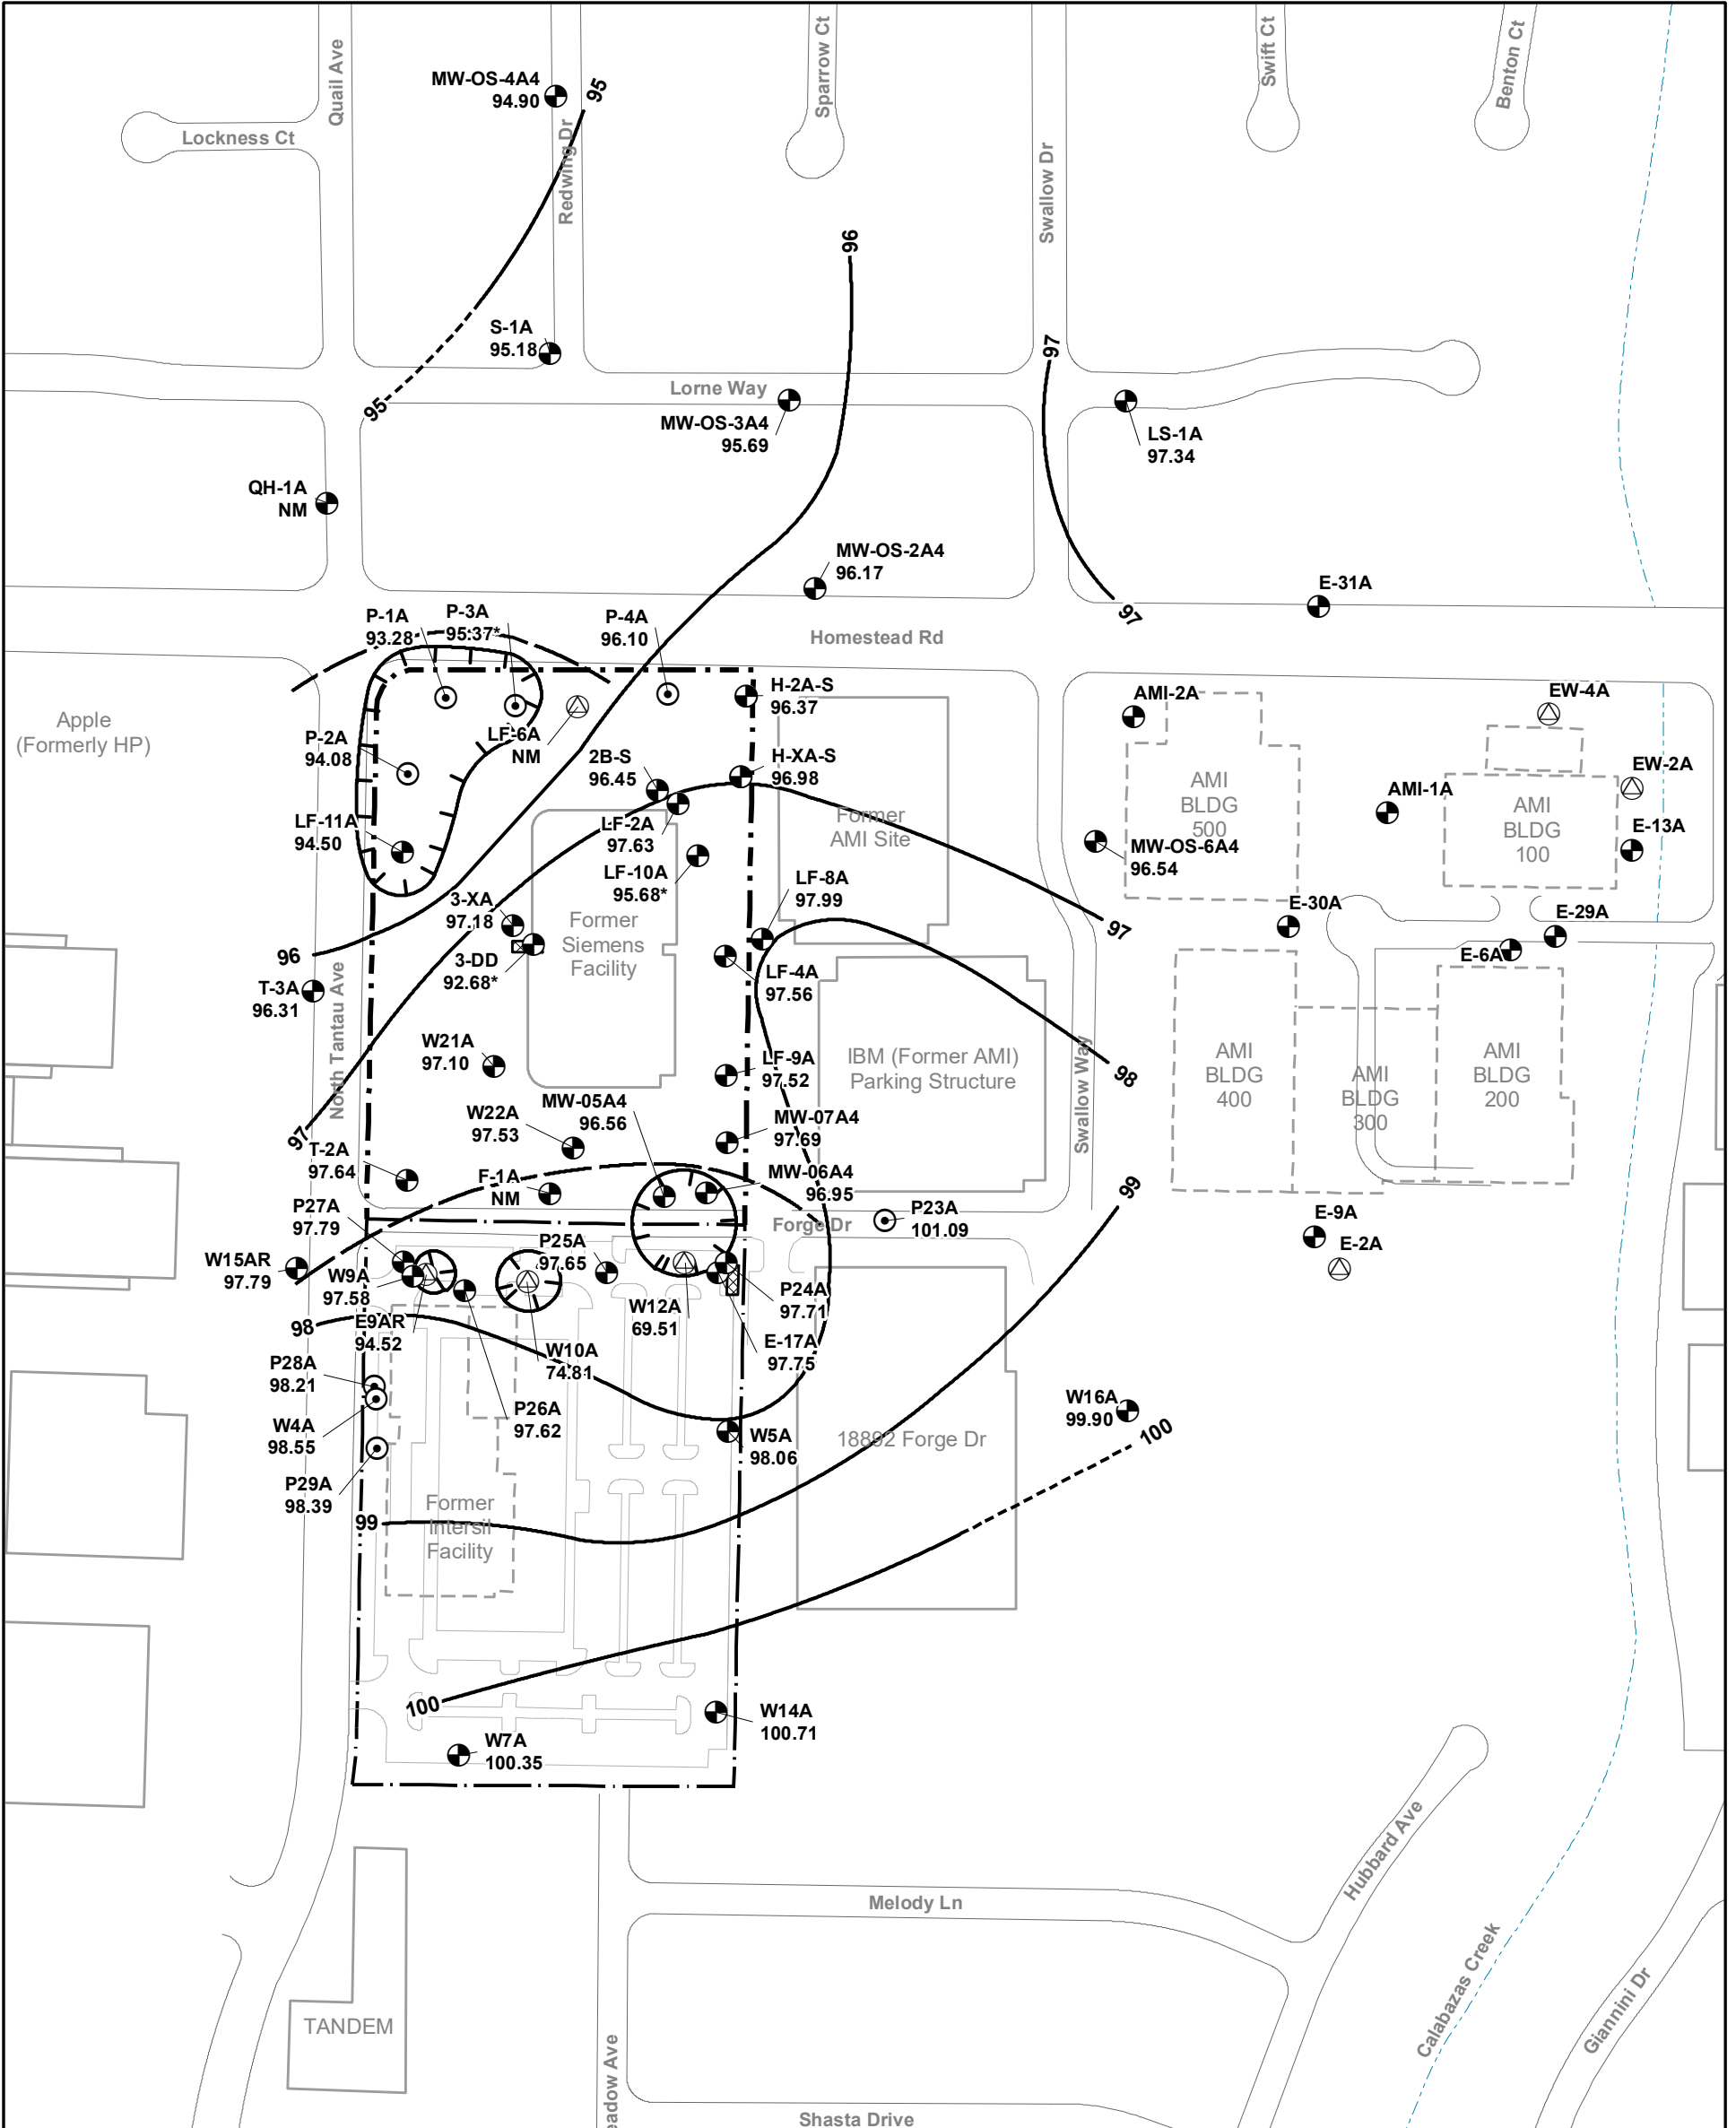 Quail Ave
MW-OS-4A4
94.90
95
Redwing Dr
Sparrow Ct
Swift Ct
Benton Ct
Lockness Ct
Swallow Dr
96
S-1A
95.18
97
Lorne Way
95
MW-OS-3A4
95.69
LS-1A
97.34
QH-1A
NM
MW-OS-2A4
96.17
E-31A
97
P-1A
93.28
P-3A
95.37*
P-4A
96.10
Homestead Rd
H-2A-S
96.37
AMI-2A
EW-4A
Apple
(Formerly HP)
P-2A
94.08
LF-6A
NM
2B-S
96.45
H-XA-S
96.98
EW-2A
AMI
BLDG
500
AMI-1A
AMI
BLDG
100
E-13A
LF-11A
94.50
LF-2A
97.63
Former
AMI Site
MW-OS-6A4
96.54
LF-10A
95.68*
LF-8A
97.99
3-XA
97.18
E-30A
E-29A
97
Former
Siemens
Facility
96
3-DD
92.68*
E-6A
T-3A
96.31
LF-4A
97.56
North Tantau Ave
W21A
97.10
LF-9A
97.52
IBM (Former AMI)
Parking Structure
Swallow Way
98
AMI
BLDG
400
AMI
BLDG
300
AMI
BLDG
200
W22A
97.53
MW-05A4
96.56
MW-07A4
97.69
97
T-2A
97.64
F-1A
NM
MW-06A4
96.95
99
P27A
97.79
Forge Dr
P23A
101.09
E-9A
E-2A
W15AR
97.79
W9A
97.58
P25A
97.65
P24A
97.71
98
E9AR
94.52
W12A
69.51
E-17A
97.75
W10A
74.81
P28A
98.21
W4A
98.55
P26A
97.62
W5A
98.06
18892 Forge Dr
W16A
99.90
100
P29A
98.39
99
Former
Intersil
Facility
100
W14A
100.71
W7A
100.35
Hubbard Ave
Melody Ln
Calabazas Creek
Giannini Dr
TANDEM
eadow Ave
Shasta Drive